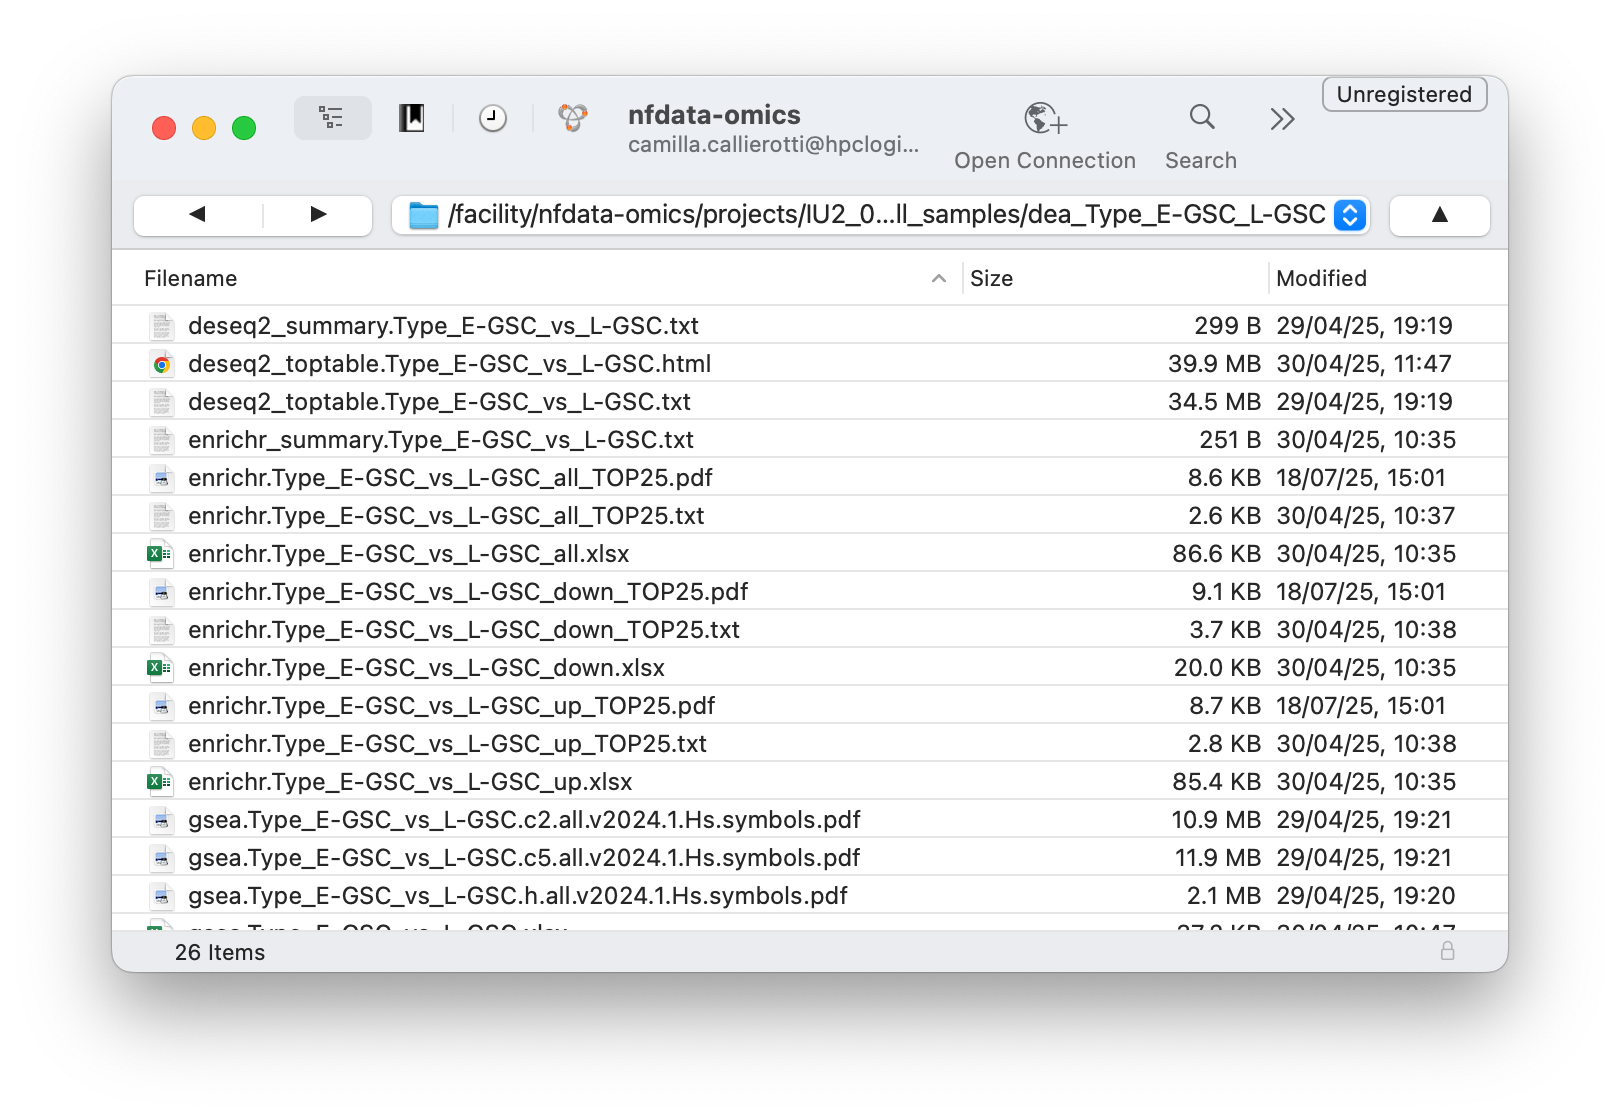 Unregistered
nfdata-omics
camilla.callierotti@hpclogi...
Open Connection
Search
/facility/nfdata-omics/projects/IU2_0...ll_samples/dea_Type_E-GSC_L-GSC
Filename Size Modified
deseq2_summary.Type_E-GSC_vs_L-GSC.txt 299 B 29/04/25, 19:19
deseq2_toptable.Type_E-GSC_vs_L-GSC.html 39.9 MB 30/04/25, 11:47
deseq2_toptable.Type_E-GSC_vs_L-GSC.txt 34.5 MB 29/04/25, 19:19
enrichr_summary.Type_E-GSC_vs_L-GSC.txt 251 B 30/04/25, 10:35
enrichr.Type_E-GSC_vs_L-GSC_all_TOP25.pdf 8.6 KB 18/07/25, 15:01
enrichr.Type_E-GSC_vs_L-GSC_all_TOP25.txt 2.6 KB 30/04/25, 10:37
enrichr.Type_E-GSC_vs_L-GSC_all.xlsx 86.6 KB 30/04/25, 10:35
enrichr.Type_E-GSC_vs_L-GSC_down_TOP25.pdf 9.1 KB 18/07/25, 15:01
enrichr.Type_E-GSC_vs_L-GSC_down_TOP25.txt 3.7 KB 30/04/25, 10:38
enrichr.Type_E-GSC_vs_L-GSC_down.xlsx 20.0 KB 30/04/25, 10:35
enrichr.Type_E-GSC_vs_L-GSC_up_TOP25.pdf 8.7 KB 18/07/25, 15:01
enrichr.Type_E-GSC_vs_L-GSC_up_TOP25.txt 2.8 KB 30/04/25, 10:38
enrichr.Type_E-GSC_vs_L-GSC_up.xlsx 85.4 KB 30/04/25, 10:35
gsea.Type_E-GSC_vs_L-GSC.c2.all.v2024.1.Hs.symbols.pdf 10.9 MB 29/04/25, 19:21
gsea.Type_E-GSC_vs_L-GSC.c5.all.v2024.1.Hs.symbols.pdf 11.9 MB 29/04/25, 19:21
gsea.Type_E-GSC_vs_L-GSC.h.all.v2024.1.Hs.symbols.pdf 2.1 MB 29/04/25, 19:20
26 Items